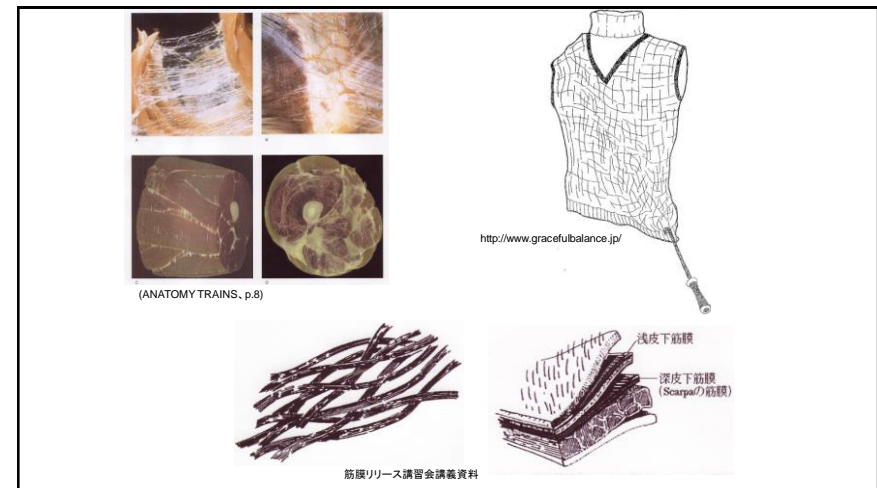 A
B
C
D
(ANATOMY TRAINS、p.8)
http://www.gracefulbalance.jp/
浅皮下筋膜
深皮下筋膜
(Scarpaの筋膜)
筋膜リリース講習会講義資料